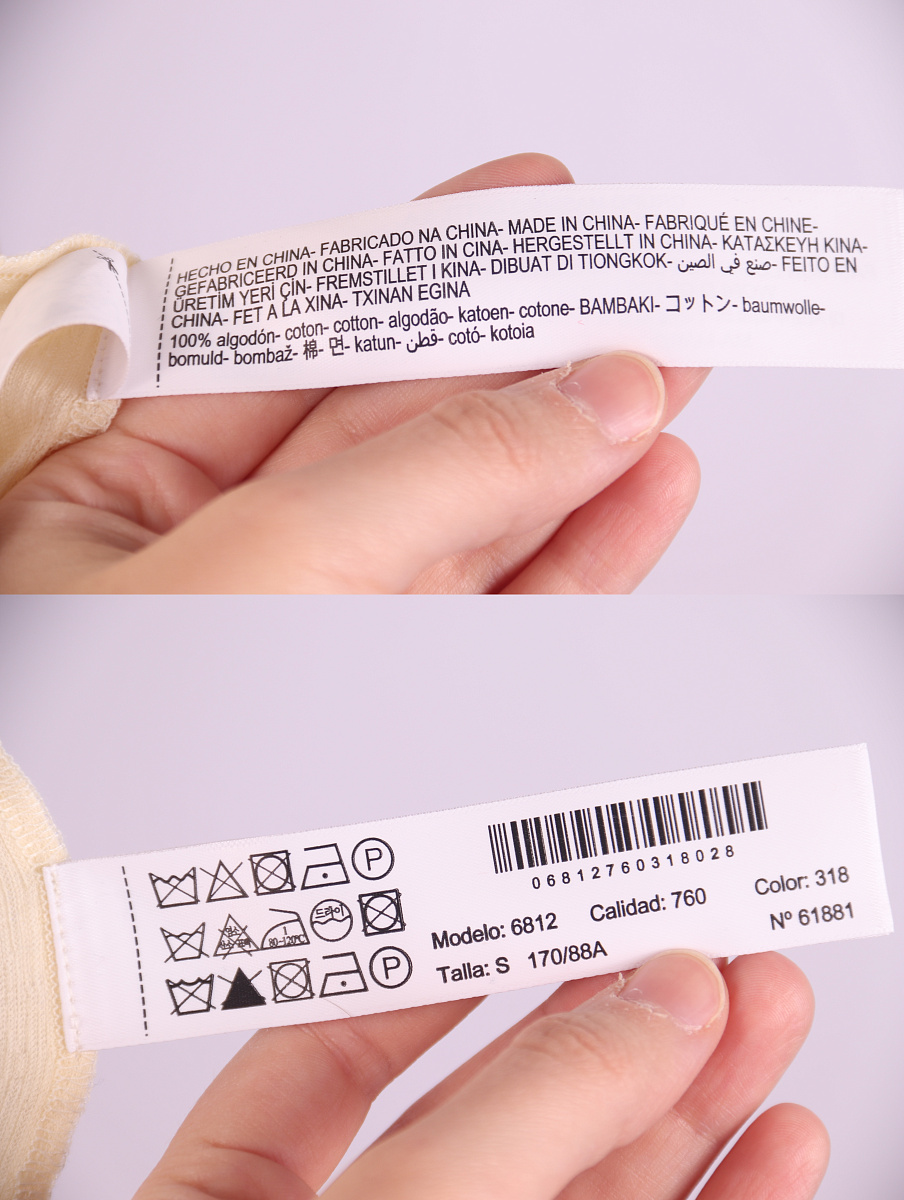 HECHO EN CHINA- FABRICADO NA CHINA- MADE IN CHINA- FABRIQUÉ EN CHINE-
GEFABRICEERD IN CHINA- FATTO IN CINA- HERGESTELLT IN CHINA- ΚΑΤΑΣΚΕΥΗ ΚΙΝΑ-
ÜRETİM YERİ ÇİN- FREMSTILLET I KINA- DIBUAT DI TIONGKOK- صنع في الصين- FEITO EN
CHINA- FET A LA XINA- TXINAN EGINA
100% algodón- coton- cotton- algodão- katoen- cotone- BAMBAKI- コットン- baumwolle-
bomuld- bombaž- 棉- 면- katun- قطن- cotó- kotoia
P
드라이
80-120°C
P
06812760318028
Modelo: 6812 Calidad: 760 Color: 318
Talla: S 170/88A Nº 61881